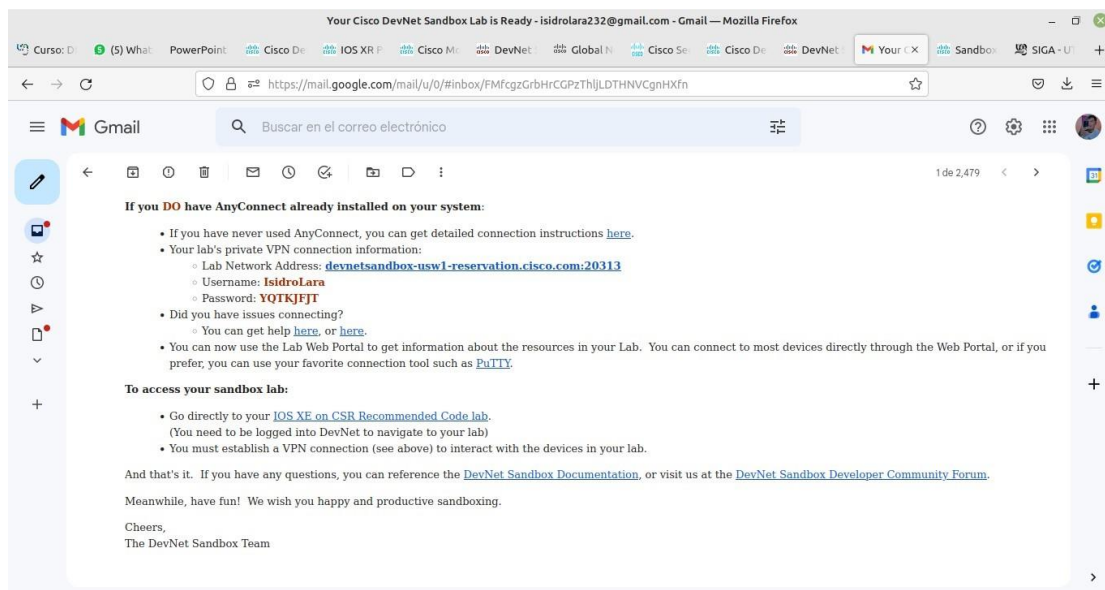 Your Cisco DevNet Sandbox Lab is Ready - isidrolara232@gmail.com - Gmail — Mozilla Firefox
Curso: D (5) What PowerPoint Cisco De IOS XR P Cisco Mo DevNet Global N Cisco Se Cisco De DevNet Your C Sandbox SIGA - U
https://mail.google.com/mail/u/0/#inbox/FMfcgzGrbHrCGPzThljLDTHNVCgnHXfn
Gmail
Buscar en el correo electrónico
1 de 2,479
31
If you DO have AnyConnect already installed on your system:
• If you have never used AnyConnect, you can get detailed connection instructions here.
• Your lab's private VPN connection information:
◦ Lab Network Address: devnetsandbox-usw1-reservation.cisco.com:20313
◦ Username: IsidroLara
◦ Password: YQTKJFJT
• Did you have issues connecting?
◦ You can get help here, or here.
• You can now use the Lab Web Portal to get information about the resources in your Lab. You can connect to most devices directly through the Web Portal, or if you
prefer, you can use your favorite connection tool such as PuTTY.
To access your sandbox lab:
• Go directly to your IOS XE on CSR Recommended Code lab.
(You need to be logged into DevNet to navigate to your lab)
• You must establish a VPN connection (see above) to interact with the devices in your lab.
And that's it. If you have any questions, you can reference the DevNet Sandbox Documentation, or visit us at the DevNet Sandbox Developer Community Forum.
Meanwhile, have fun! We wish you happy and productive sandboxing.
Cheers,
The DevNet Sandbox Team